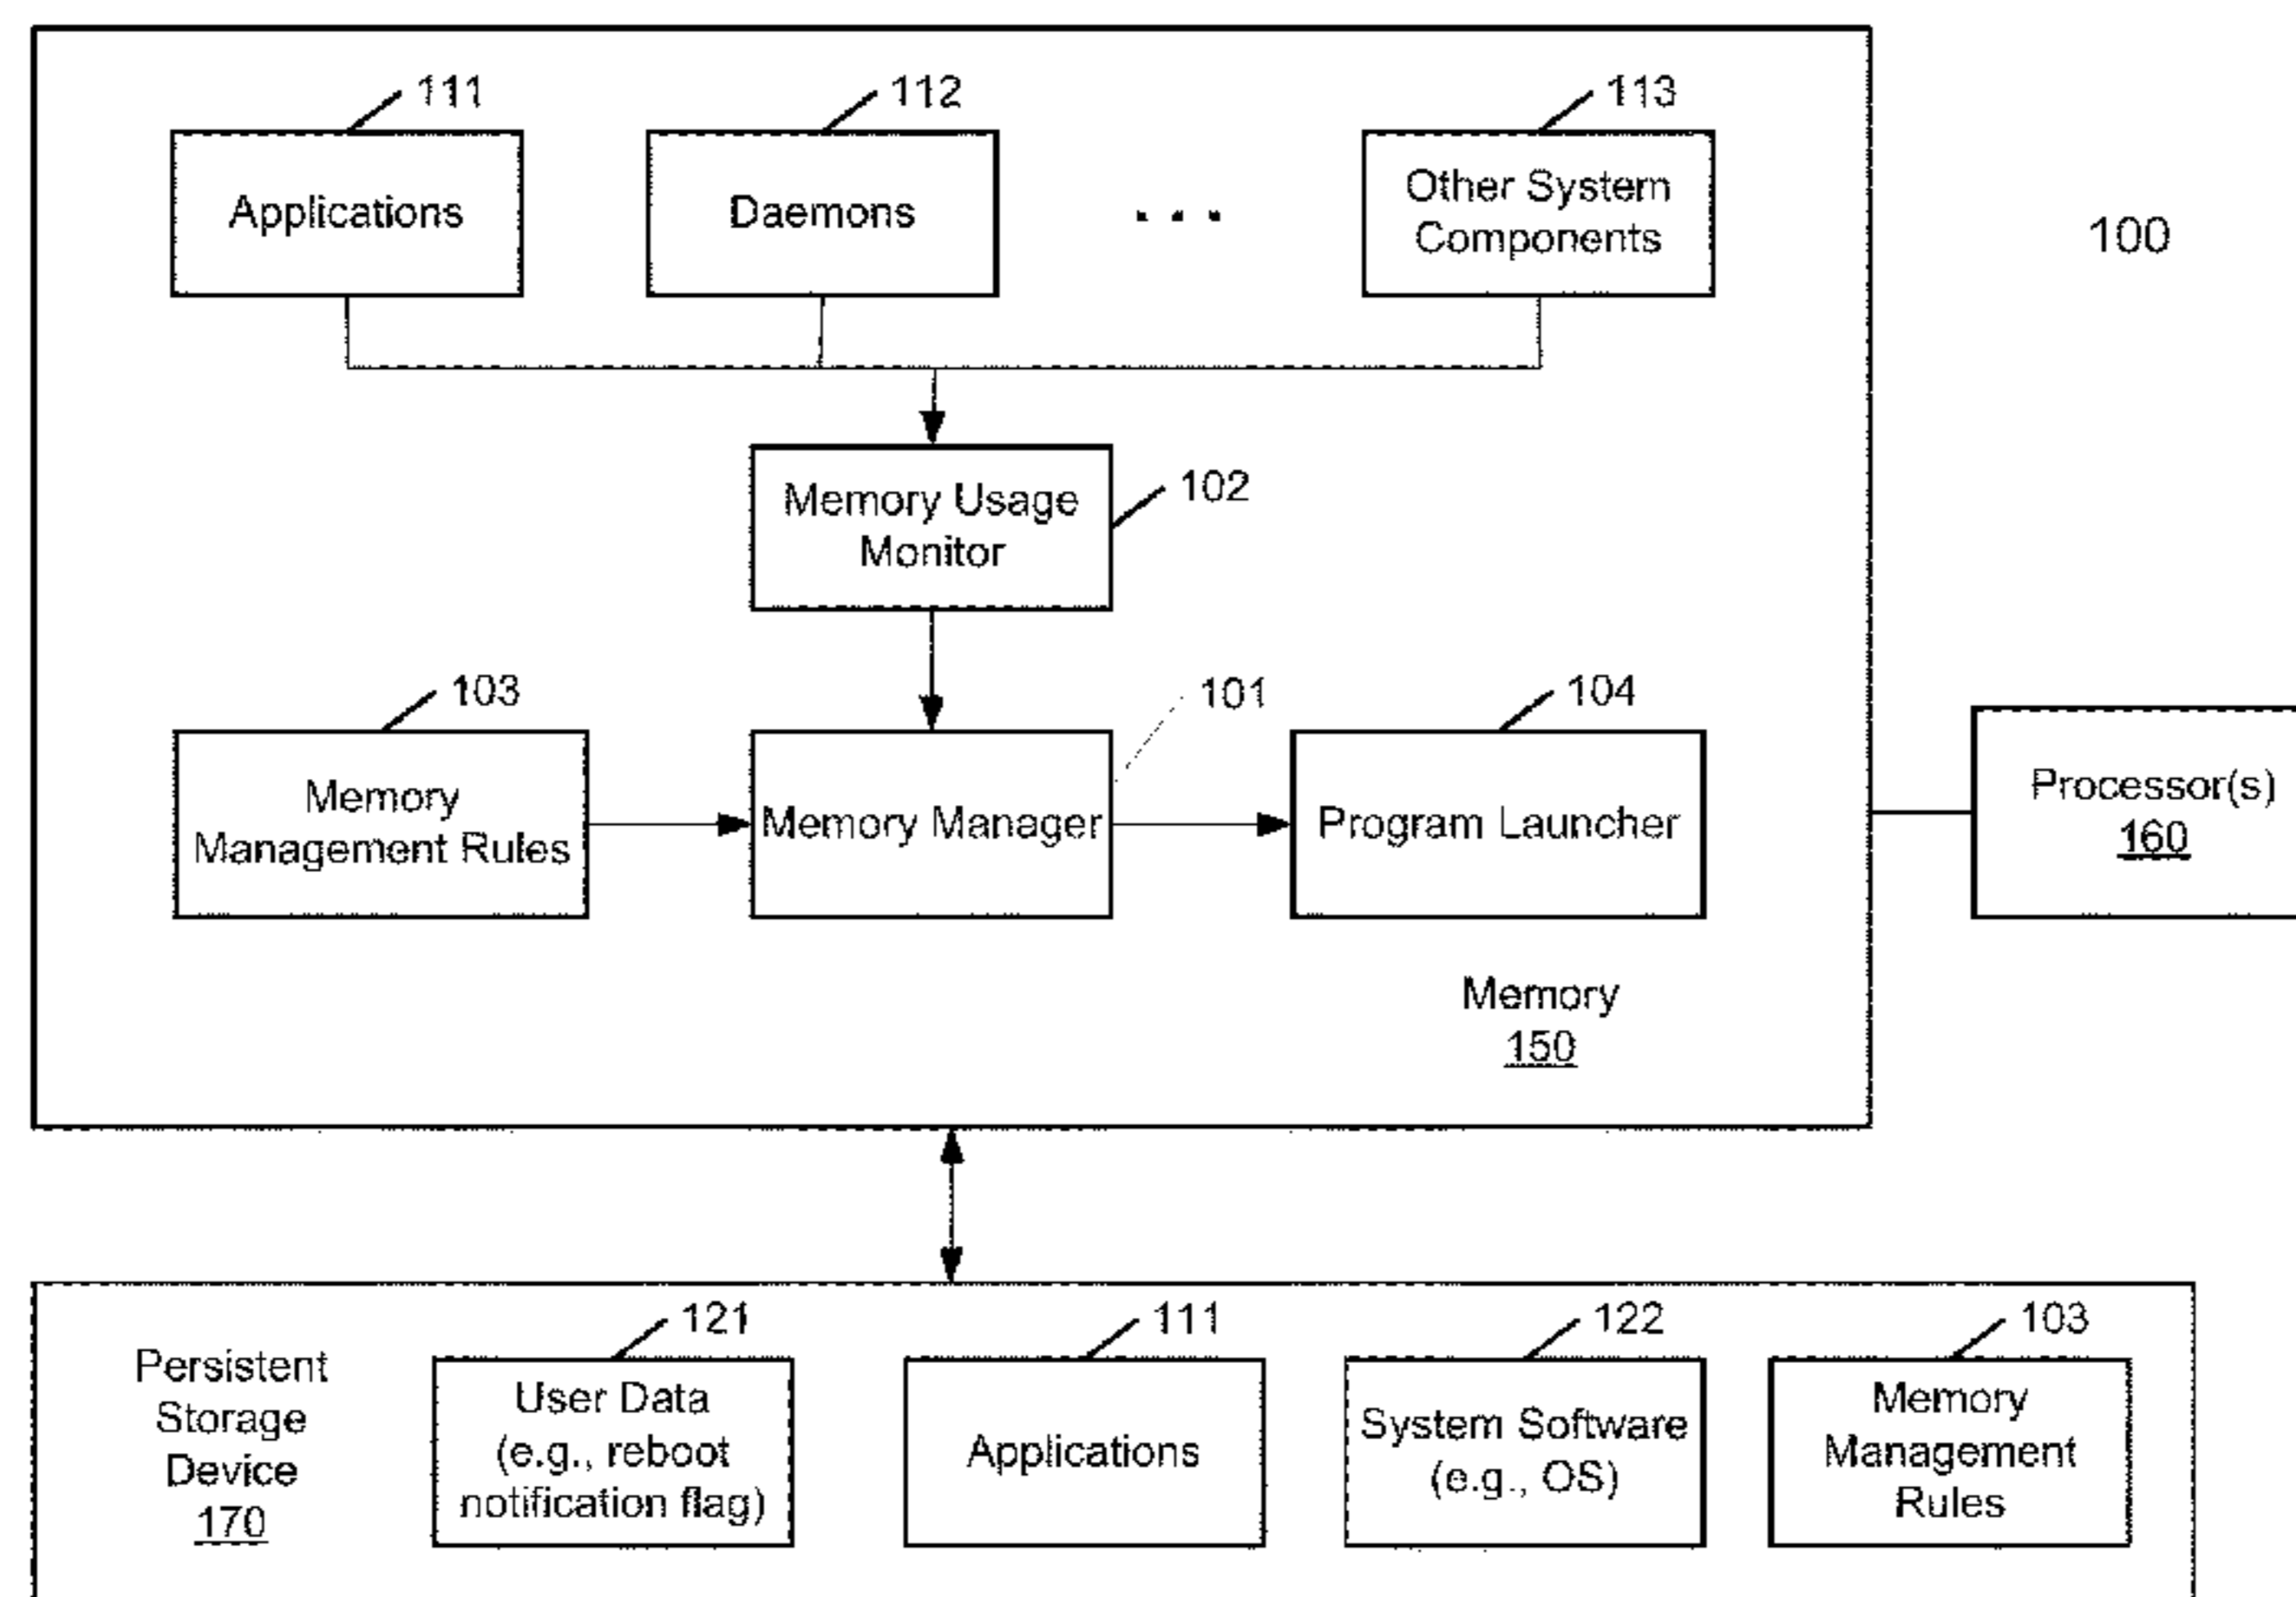 111
112
113
Applications
Daemons
. . .
Other System
Components
100
Memory Usage
Monitor
102
103
101
104
Memory
Management Rules
Memory Manager
Program Launcher
Processor(s)
160
Memory
150
121
111
122
103
Persistent
Storage
Device
170
User Data
(e.g., reboot
notification flag)
Applications
System Software
(e.g., OS)
Memory
Management
Rules